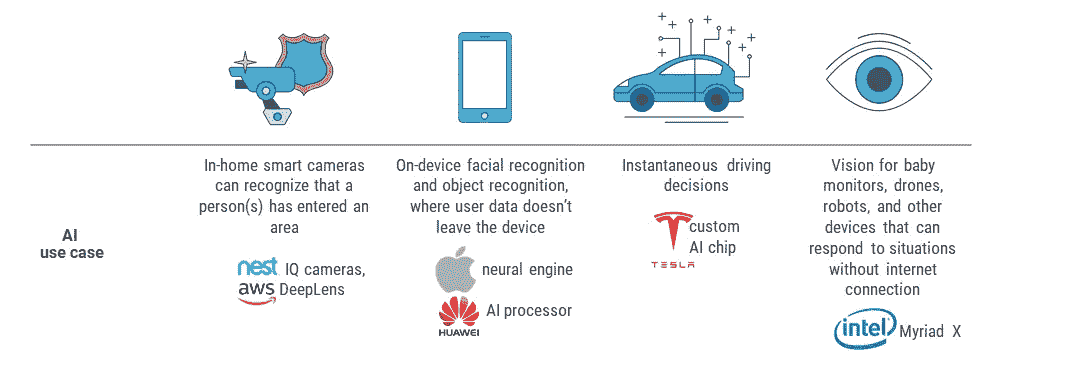 In-home smart cameras
can recognize that a
person(s) has entered an
area
On-device facial recognition
and object recognition,
where user data doesn't
leave the device
Instantaneous driving
decisions
Vision for baby
monitors, drones,
robots, and other
devices that can
respond to situations
without internet
connection
AI
use case
nest IQ cameras,
aws DeepLens
neural engine
HUAWEI AI processor
TESLA custom
AI chip
intel Myriad X